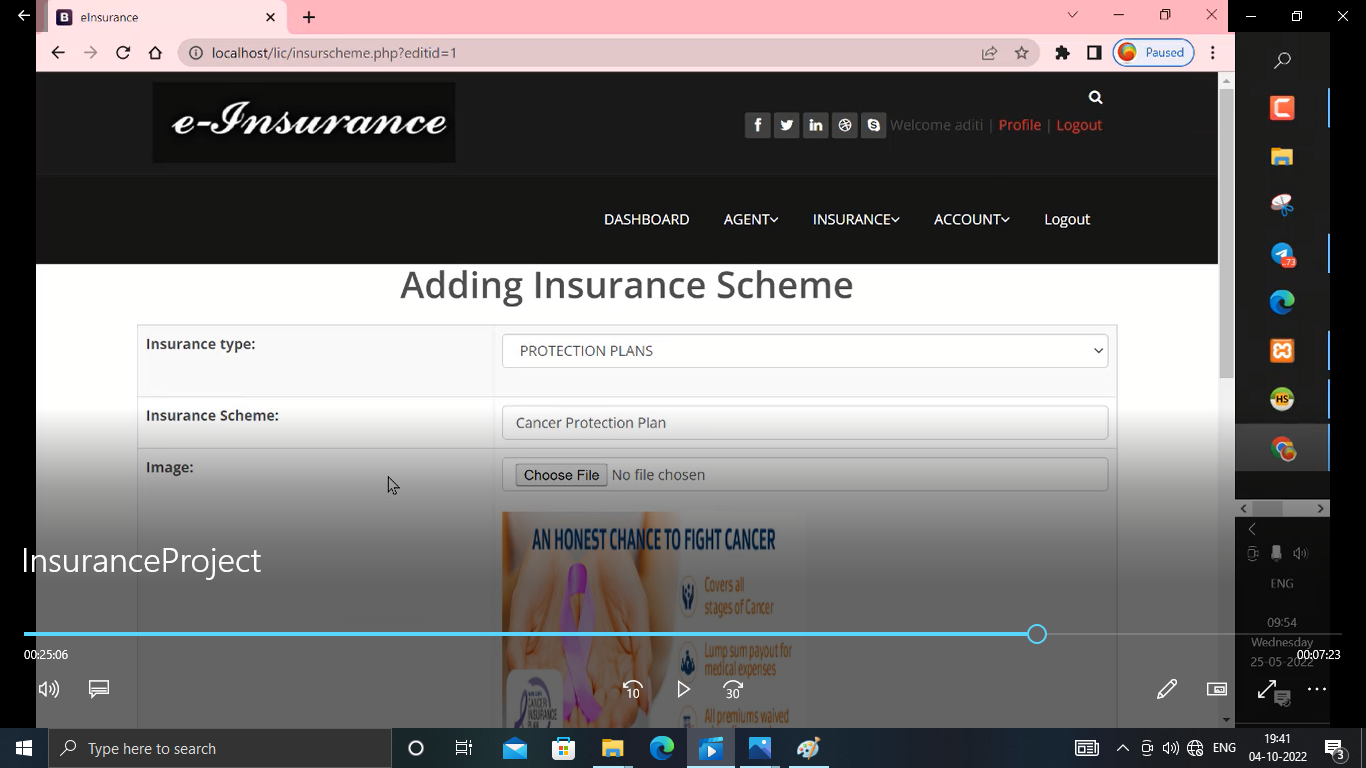 eInsurance
localhost/lic/insurscheme.php?editid=1
Paused
e-Insurance
Welcome aditi | Profile | Logout
DASHBOARD AGENT INSURANCE ACCOUNT Logout
Adding Insurance Scheme
Insurance type:
PROTECTION PLANS
Insurance Scheme:
Cancer Protection Plan
Image:
Choose File No file chosen
AN HONEST CHANCE TO FIGHT CANCER
Covers all
stages of Cancer
Lump sum payout for
medical expenses
All premiums waived
CANCER
INSURANCE
PLAN
..73
HS
ENG
09:54
Wednesday
25-05-2022
InsuranceProject
00:25:06
00:07:23
10
30
Type here to search
ENG
19:41
04-10-2022
3